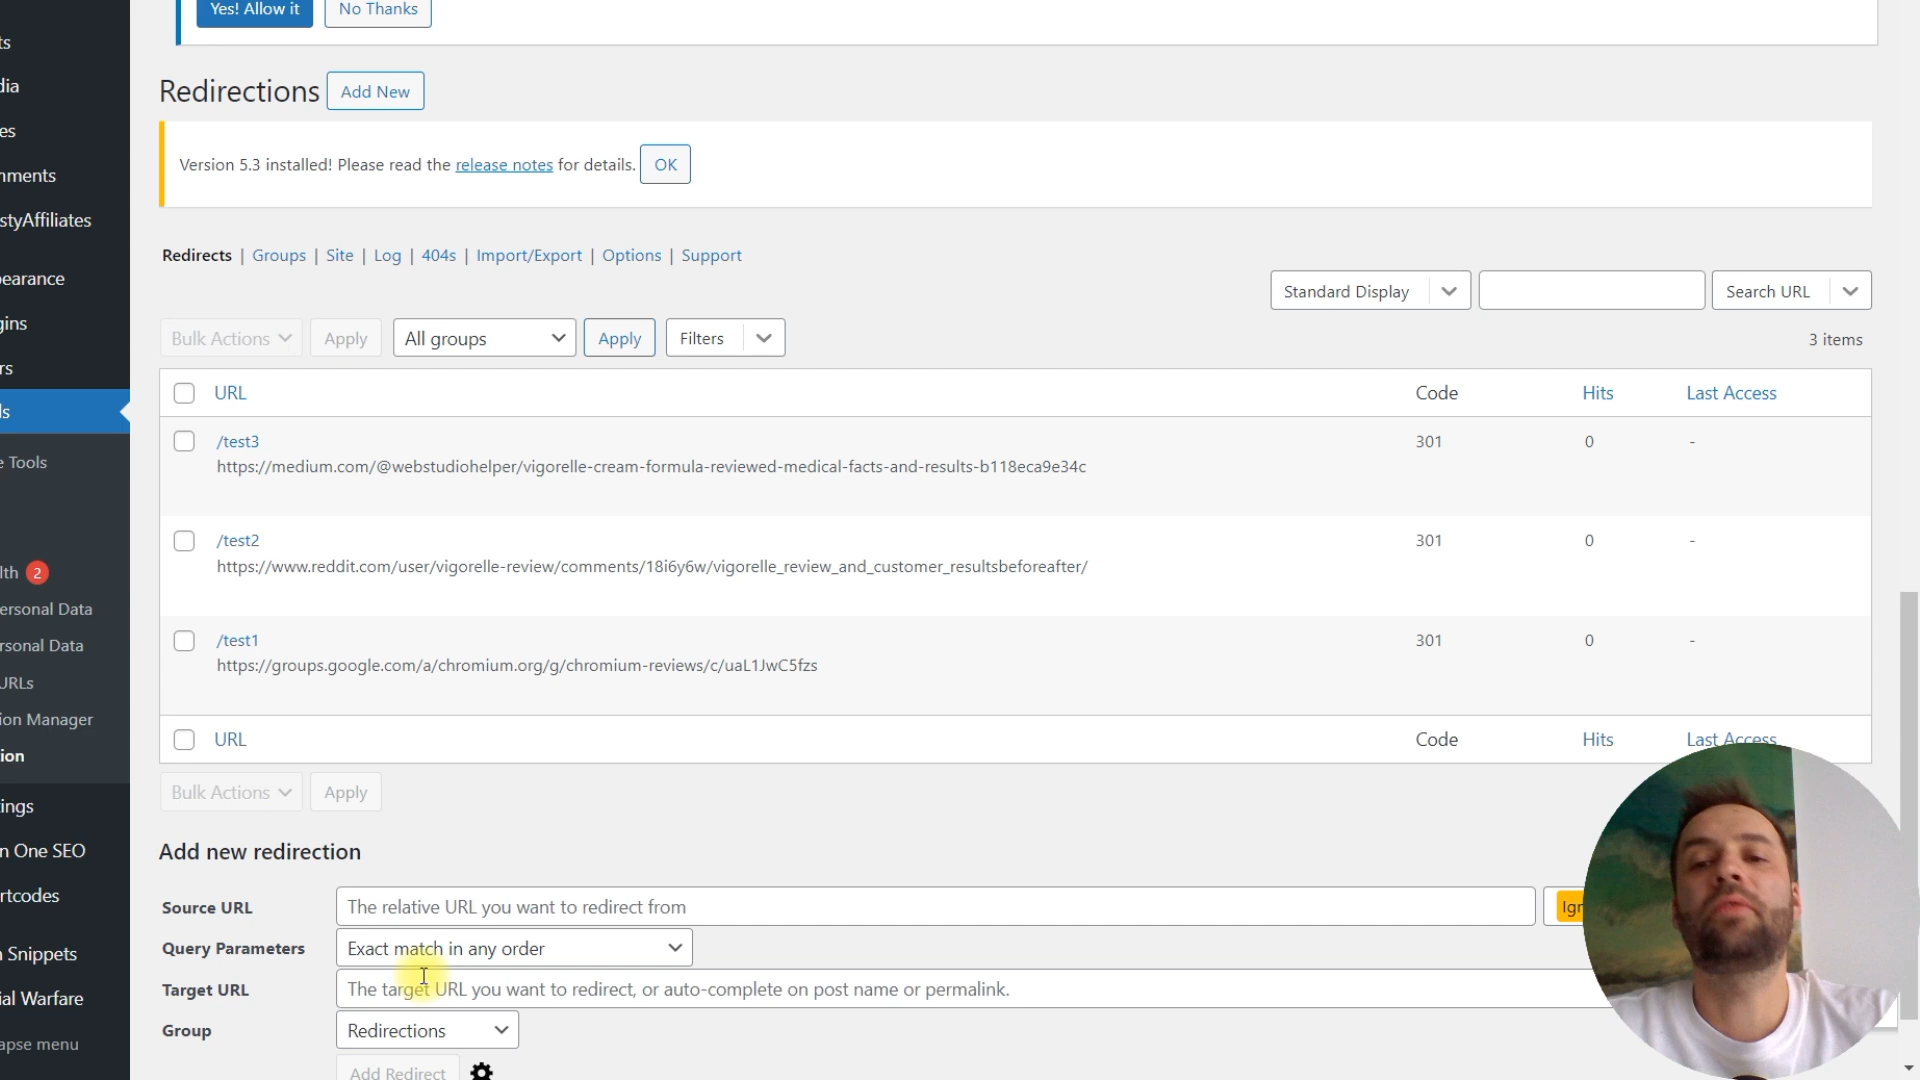 Yes! Allow it No Thanks
ts
dia
Redirections Add New
es
Version 5.3 installed! Please read the release notes for details. OK
mments
styAffiliates
Redirects | Groups | Site | Log | 404s | Import/Export | Options | Support
earance
Standard Display Search URL
gins
Bulk Actions Apply All groups Apply Filters 3 items
rs
URL Code Hits Last Access
ls
/test3 301 0 -
https://medium.com/@webstudiohelper/vigorelle-cream-formula-reviewed-medical-facts-and-results-b118eca9e34c
e Tools
/test2 301 0 -
https://www.reddit.com/user/vigorelle-review/comments/18i6y6w/vigorelle_review_and_customer_resultsbeforeafter/
lth 2
ersonal Data
/test1 301 0 -
rsonal Data
https://groups.google.com/a/chromium.org/g/chromium-reviews/c/uaL1JwC5fzs
URLs
ion Manager
URL Code Hits Last Access
ion
Bulk Actions Apply
ings
Add new redirection
n One SEO
rtcodes
Source URL The relative URL you want to redirect from Igr
Query Parameters Exact match in any order
n Snippets
Target URL The target URL you want to redirect, or auto-complete on post name or permalink.
ial Warfare
Group Redirections
apse menu
Add Redirect